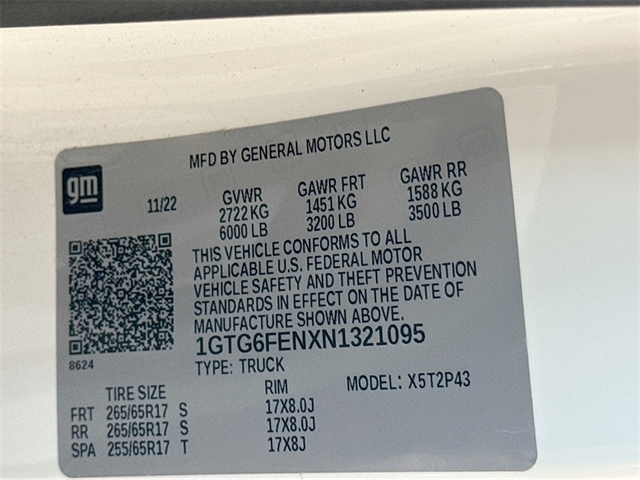 MFD BY GENERAL MOTORS LLC
gm
11/22
GVWR GAWR FRT GAWR RR
2722 KG 1451 KG 1588 KG
6000 LB 3200 LB 3500 LB
THIS VEHICLE CONFORMS TO ALL
APPLICABLE U.S. FEDERAL MOTOR
VEHICLE SAFETY AND THEFT PREVENTION
STANDARDS IN EFFECT ON THE DATE OF
MANUFACTURE SHOWN ABOVE.
1GTG6FENXN1321095
8624
TYPE: TRUCK
MODEL: X5T2P43
TIRE SIZE RIM
FRT 265/65R17 S 17X8.0J
RR 265/65R17 S 17X8.0J
SPA 255/65R17 T 17X8J